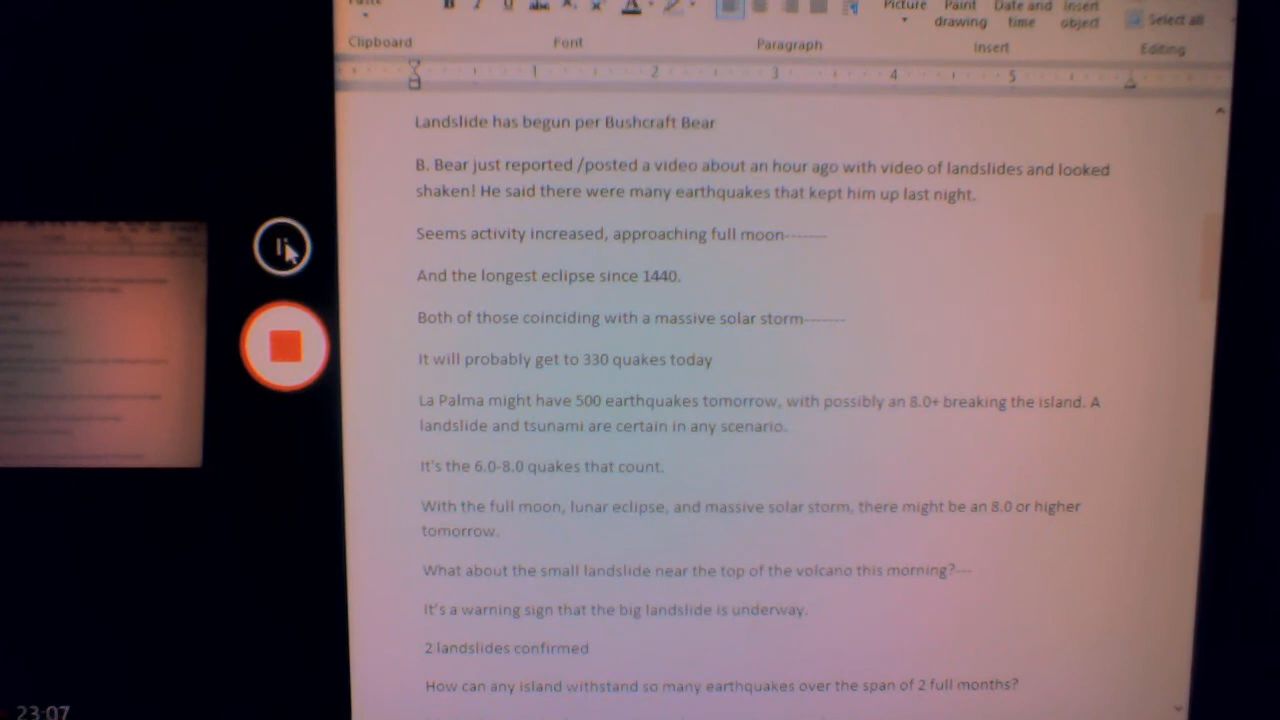 Picture Paint Date and Insert
drawing time object Select all
Clipboard Font Paragraph Insert Editing
1 2 3 4 5
Landslide has begun per Bushcraft Bear
B. Bear just reported /posted a video about an hour ago with video of landslides and looked
shaken! He said there were many earthquakes that kept him up last night.
Seems activity increased, approaching full moon-------
And the longest eclipse since 1440.
Both of those coinciding with a massive solar storm-------
It will probably get to 330 quakes today
La Palma might have 500 earthquakes tomorrow, with possibly an 8.0+ breaking the island. A
landslide and tsunami are certain in any scenario.
It's the 6.0-8.0 quakes that count.
With the full moon, lunar eclipse, and massive solar storm, there might be an 8.0 or higher
tomorrow.
What about the small landslide near the top of the volcano this morning?---
It's a warning sign that the big landslide is underway.
2 landslides confirmed
How can any island withstand so many earthquakes over the span of 2 full months?
23:07